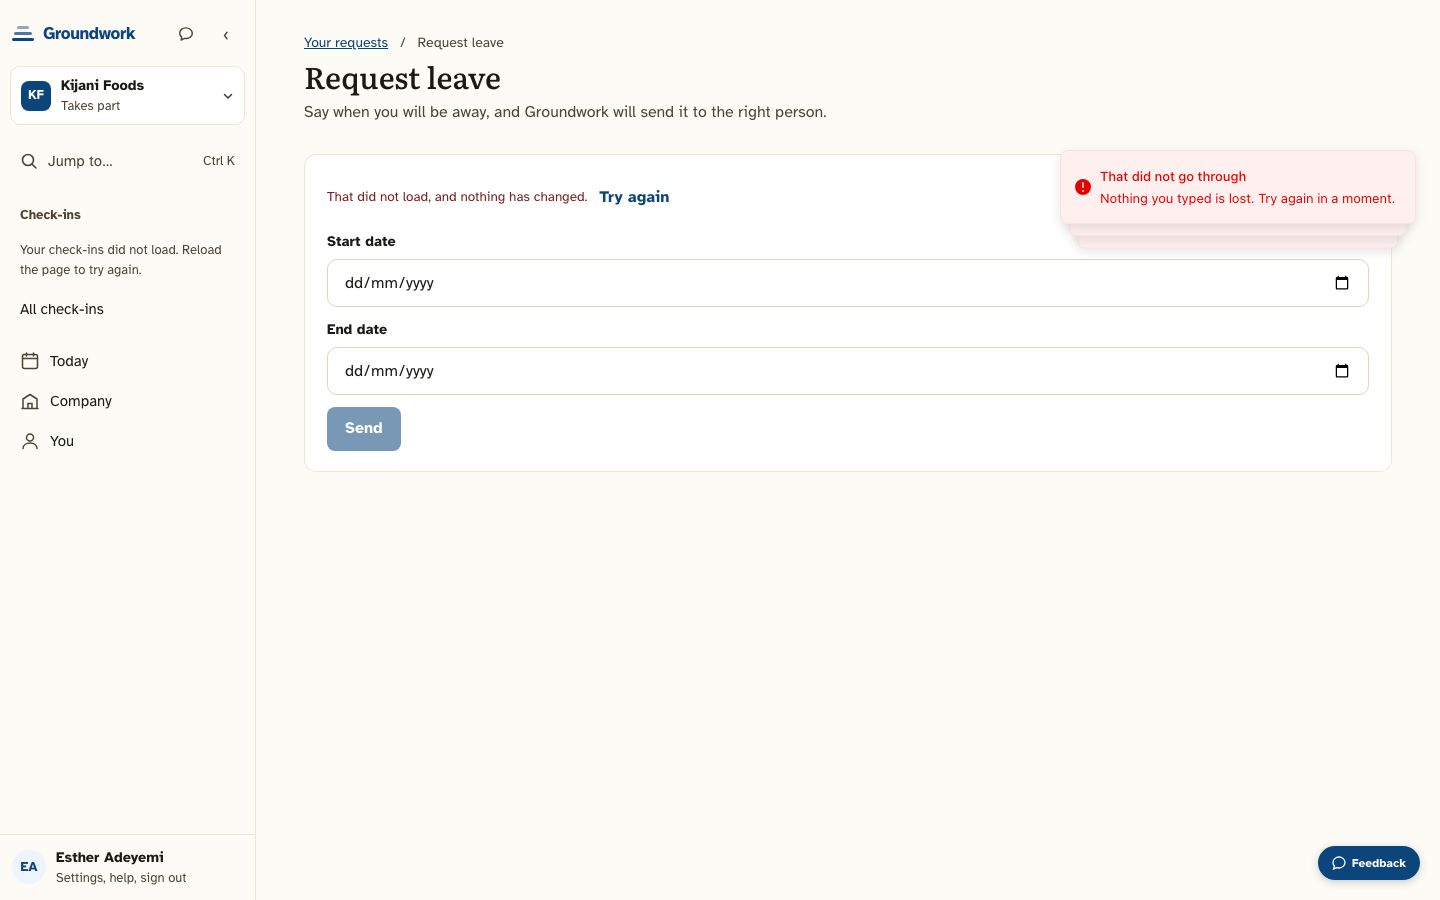 Groundwork
KF
Kijani Foods
Takes part
Jump to...
Ctrl K
Check-ins
Your check-ins did not load. Reload
the page to try again.
All check-ins
Today
Company
You
EA
Esther Adeyemi
Settings, help, sign out
Your requests / Request leave
Request leave
Say when you will be away, and Groundwork will send it to the right person.
That did not load, and nothing has changed. Try again
That did not go through
Nothing you typed is lost. Try again in a moment.
Start date
dd/mm/yyyy
End date
dd/mm/yyyy
Send
Feedback